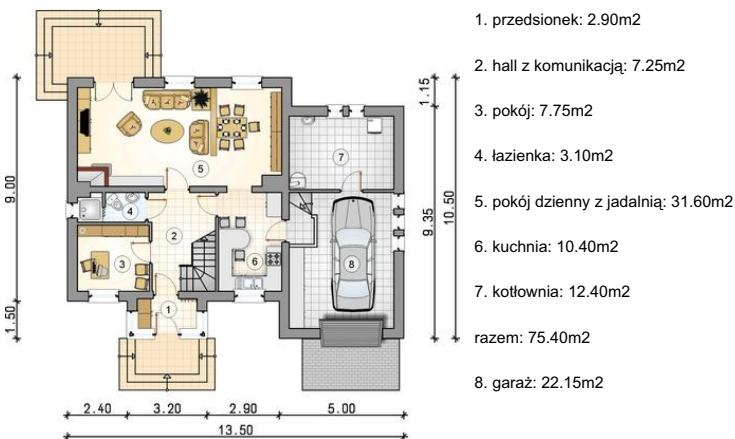 1. przedsionek: 2.90m2
2. hall z komunikacją: 7.25m2
3. pokój: 7.75m2
4. łazienka: 3.10m2
5. pokój dzienny z jadalnią: 31.60m2
6. kuchnia: 10.40m2
7. kotłownia: 12.40m2
razem: 75.40m2
8. garaż: 22.15m2
1.15
9.00
10.50
9.35
1.50
5
7
4
2
3
6
8
1
2.40 3.20 2.90 5.00
13.50